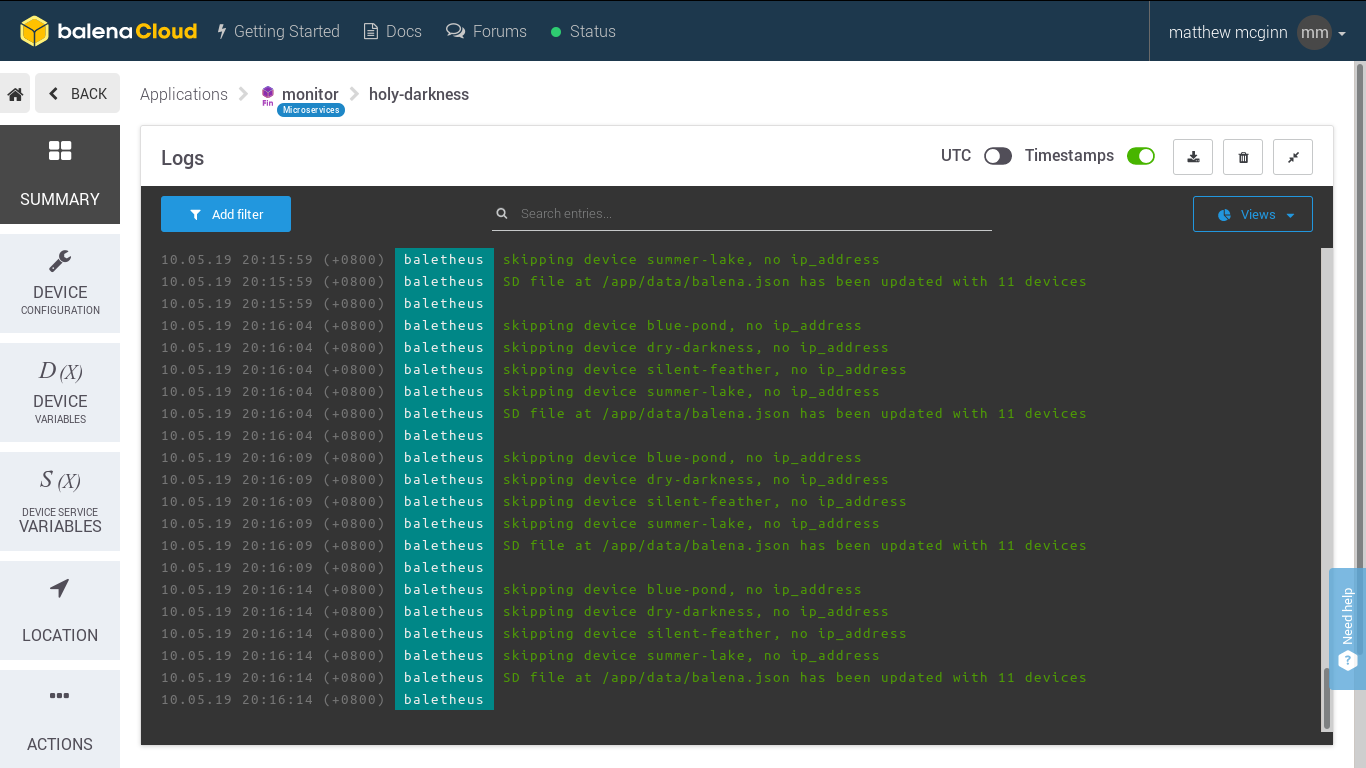 balenaCloud Getting Started Docs Forums Status matthew mcginn mm
BACK Applications monitor holy-darkness
Fin Microservices
Logs UTC Timestamps
SUMMARY
Add filter Search entries... Views
DEVICE
CONFIGURATION
D (X)
DEVICE
VARIABLES
S (X)
DEVICE SERVICE
VARIABLES
LOCATION
ACTIONS
10.05.19 20:15:59 (+0800) baletheus skipping device summer-lake, no ip_address
10.05.19 20:15:59 (+0800) baletheus SD file at /app/data/balena.json has been updated with 11 devices
10.05.19 20:15:59 (+0800) baletheus
10.05.19 20:16:04 (+0800) baletheus skipping device blue-pond, no ip_address
10.05.19 20:16:04 (+0800) baletheus skipping device dry-darkness, no ip_address
10.05.19 20:16:04 (+0800) baletheus skipping device silent-feather, no ip_address
10.05.19 20:16:04 (+0800) baletheus skipping device summer-lake, no ip_address
10.05.19 20:16:04 (+0800) baletheus SD file at /app/data/balena.json has been updated with 11 devices
10.05.19 20:16:04 (+0800) baletheus
10.05.19 20:16:09 (+0800) baletheus skipping device blue-pond, no ip_address
10.05.19 20:16:09 (+0800) baletheus skipping device dry-darkness, no ip_address
10.05.19 20:16:09 (+0800) baletheus skipping device silent-feather, no ip_address
10.05.19 20:16:09 (+0800) baletheus skipping device summer-lake, no ip_address
10.05.19 20:16:09 (+0800) baletheus SD file at /app/data/balena.json has been updated with 11 devices
10.05.19 20:16:09 (+0800) baletheus
10.05.19 20:16:14 (+0800) baletheus skipping device blue-pond, no ip_address
10.05.19 20:16:14 (+0800) baletheus skipping device dry-darkness, no ip_address
10.05.19 20:16:14 (+0800) baletheus skipping device silent-feather, no ip_address
10.05.19 20:16:14 (+0800) baletheus skipping device summer-lake, no ip_address
10.05.19 20:16:14 (+0800) baletheus SD file at /app/data/balena.json has been updated with 11 devices
10.05.19 20:16:14 (+0800) baletheus
? Need help